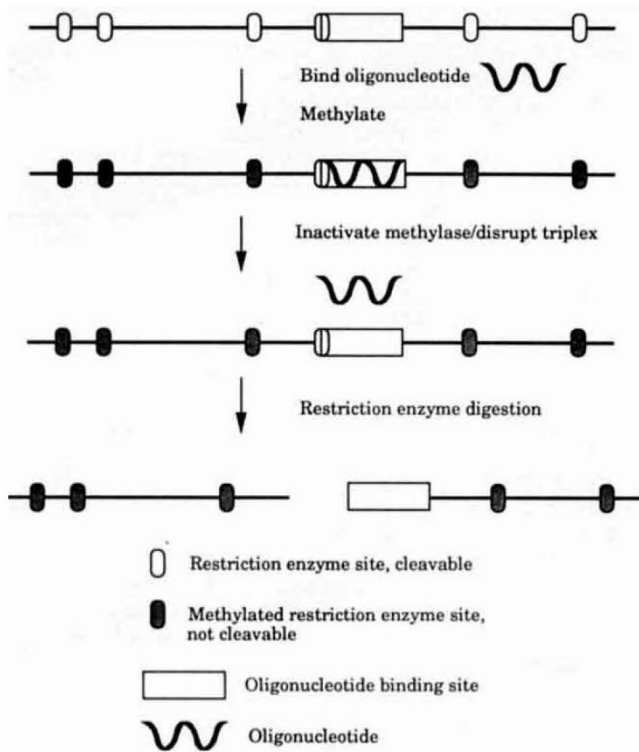 Bind oligonucleotide
Methylate
Inactivate methylase/disrupt triplex
Restriction enzyme digestion
Restriction enzyme site, cleavable
Methylated restriction enzyme site,
not cleavable
Oligonucleotide binding site
Oligonucleotide